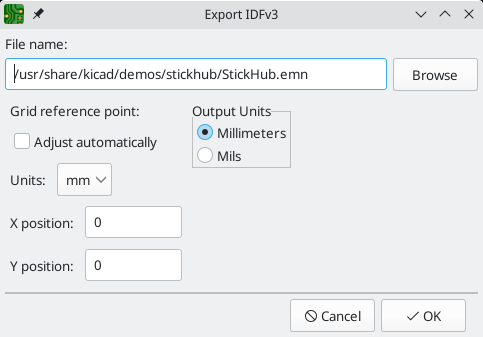 Export IDFv3
File name:
/usr/share/kicad/demos/stickhub/StickHub.emn
Browse
Grid reference point:
Adjust automatically
Units:
mm
X position:
0
Y position:
0
Output Units
Millimeters
Mils
Cancel
OK